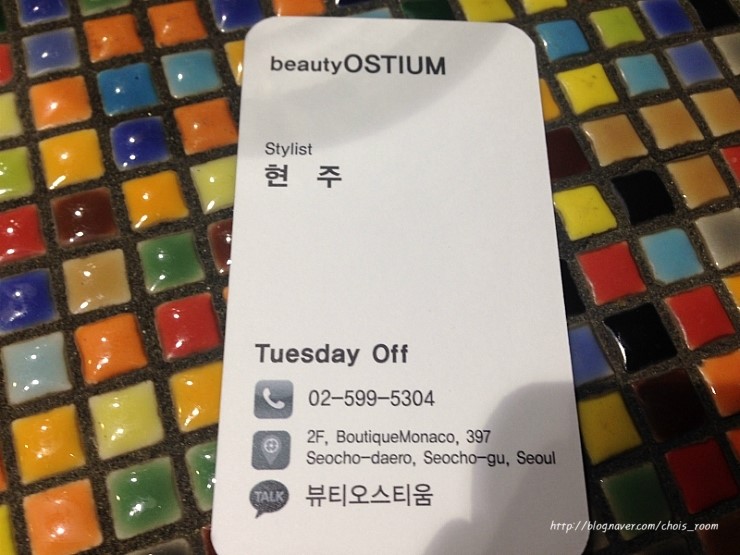 beautyOSTIUM
Stylist
현 주
Tuesday Off
02-599-5304
2F, BoutiqueMonaco, 397
Seocho-daero, Seocho-gu, Seoul
TALK 뷰티오스티움
http://blognaver.com/chois_room